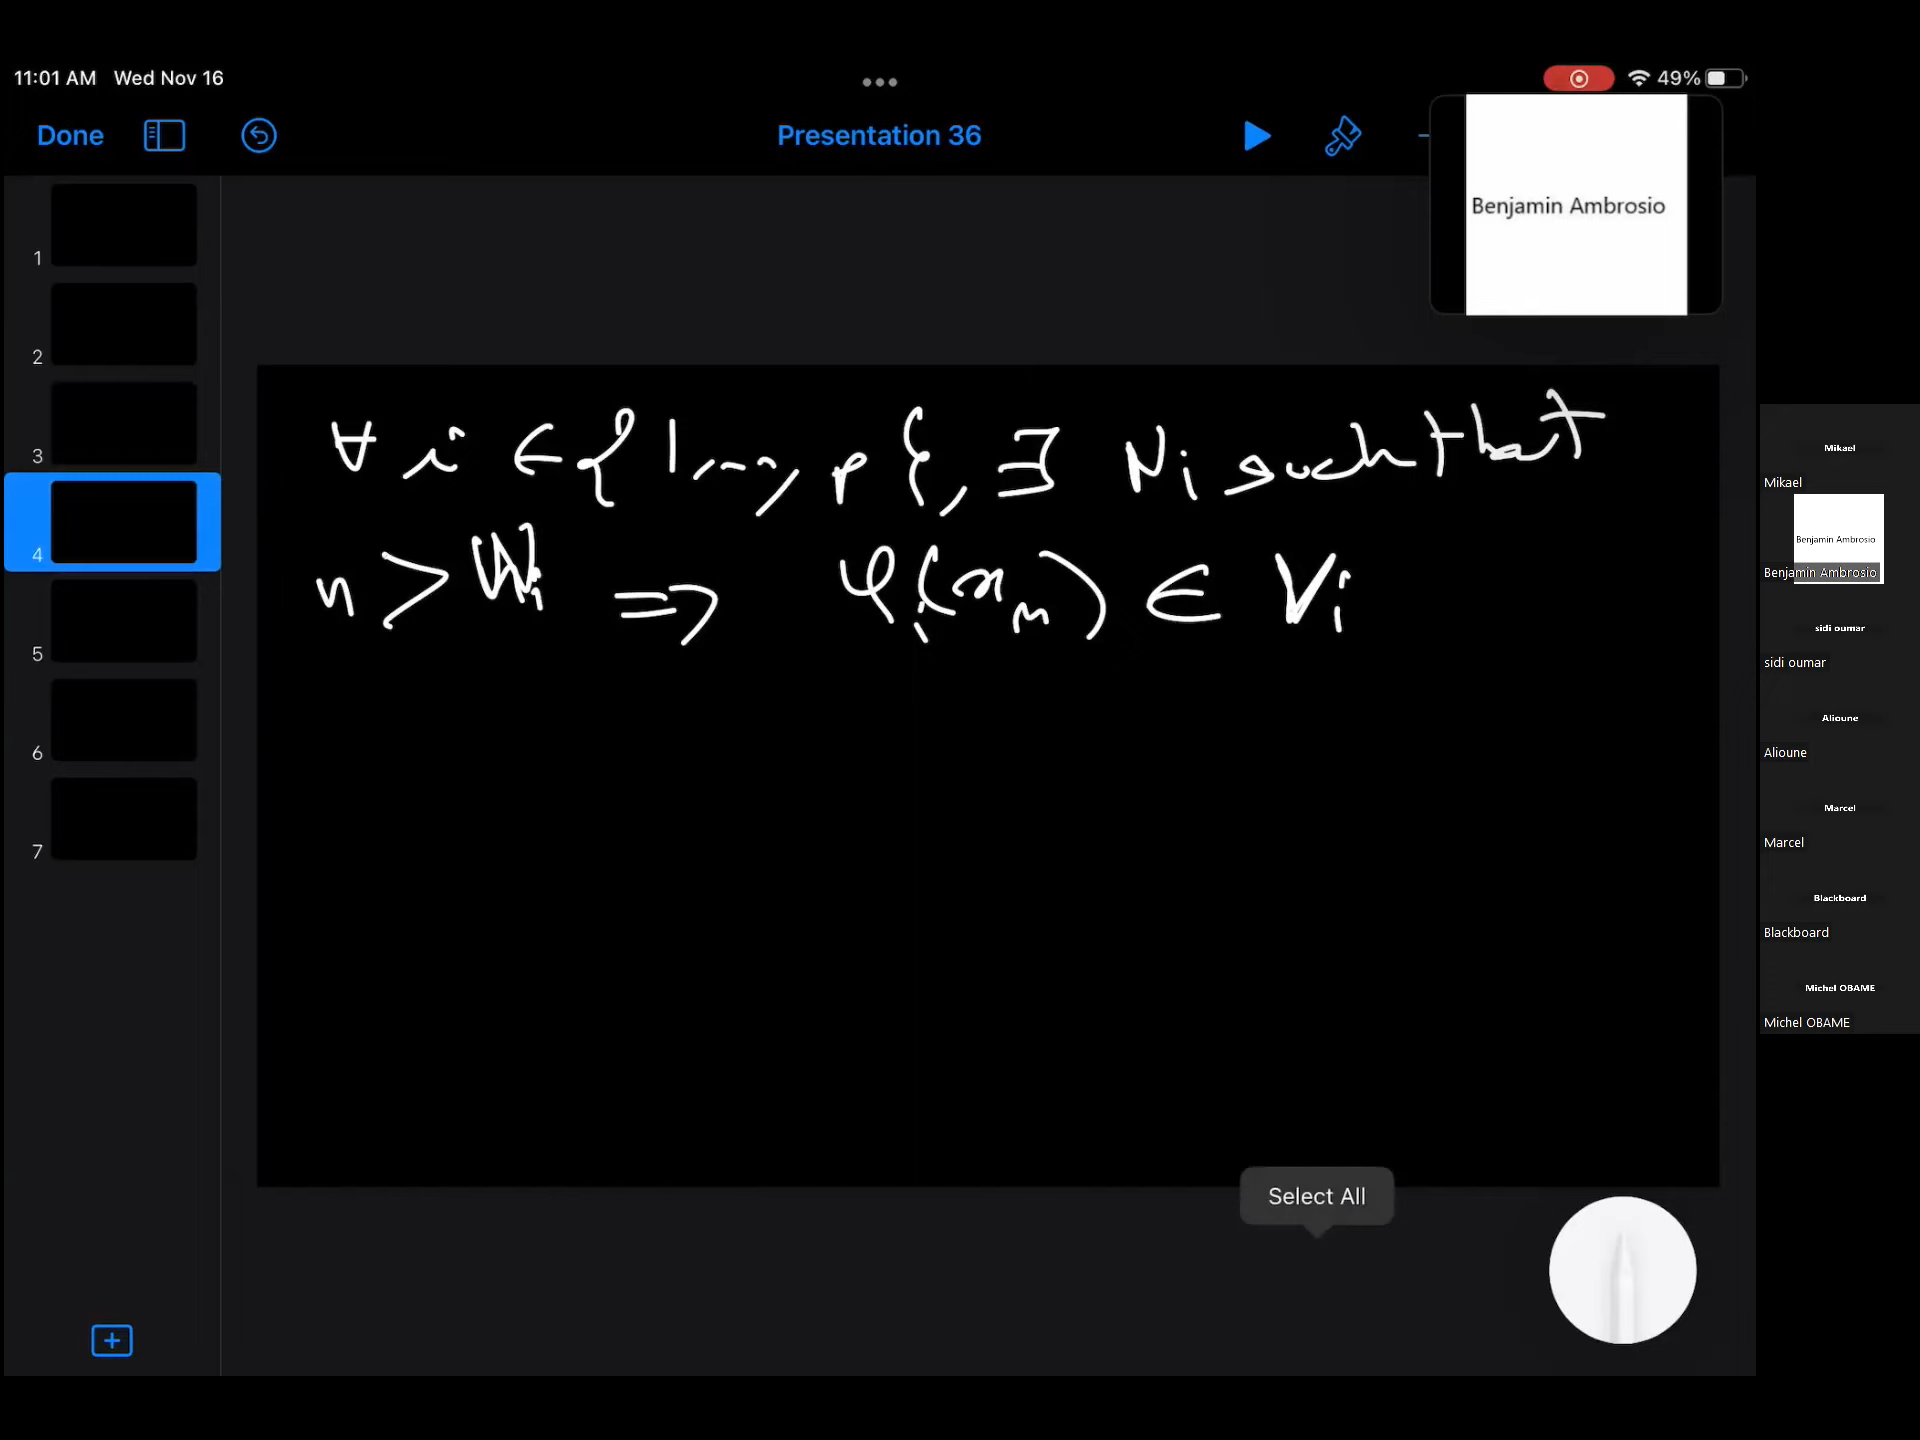 11:01 AM Wed Nov 16
49%
Done
Presentation 36
Benjamin Ambrosio
1
2
3
4
5
6
7
∀ i ∈ { 1, ..., p }, ∃ Ni such that
n > Ni ⇒ φi(xn) ∈ Vi
Select All
Mikael
Mikael
Benjamin Ambrosio
Benjamin Ambrosio
sidi oumar
sidi oumar
Alioune
Alioune
Marcel
Marcel
Blackboard
Blackboard
Michel OBAME
Michel OBAME